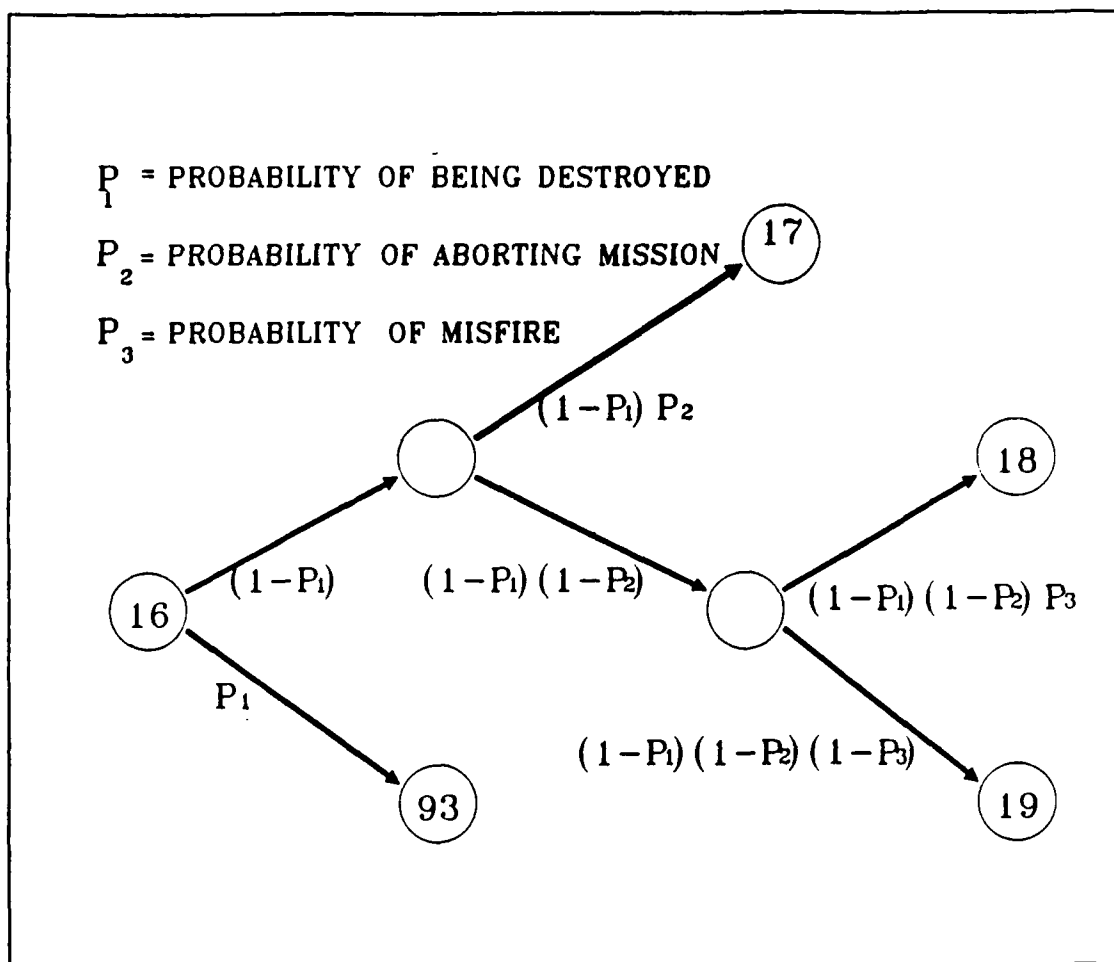 P₁ = PROBABILITY OF BEING DESTROYED
P₂ = PROBABILITY OF ABORTING MISSION
P₃ = PROBABILITY OF MISFIRE
17
(1-P₁) P₂
18
(1-P₁)
(1-P₁) (1-P₂)
(1-P₁) (1-P₂) P₃
16
P₁
(1-P₁) (1-P₂) (1-P₃)
93
19